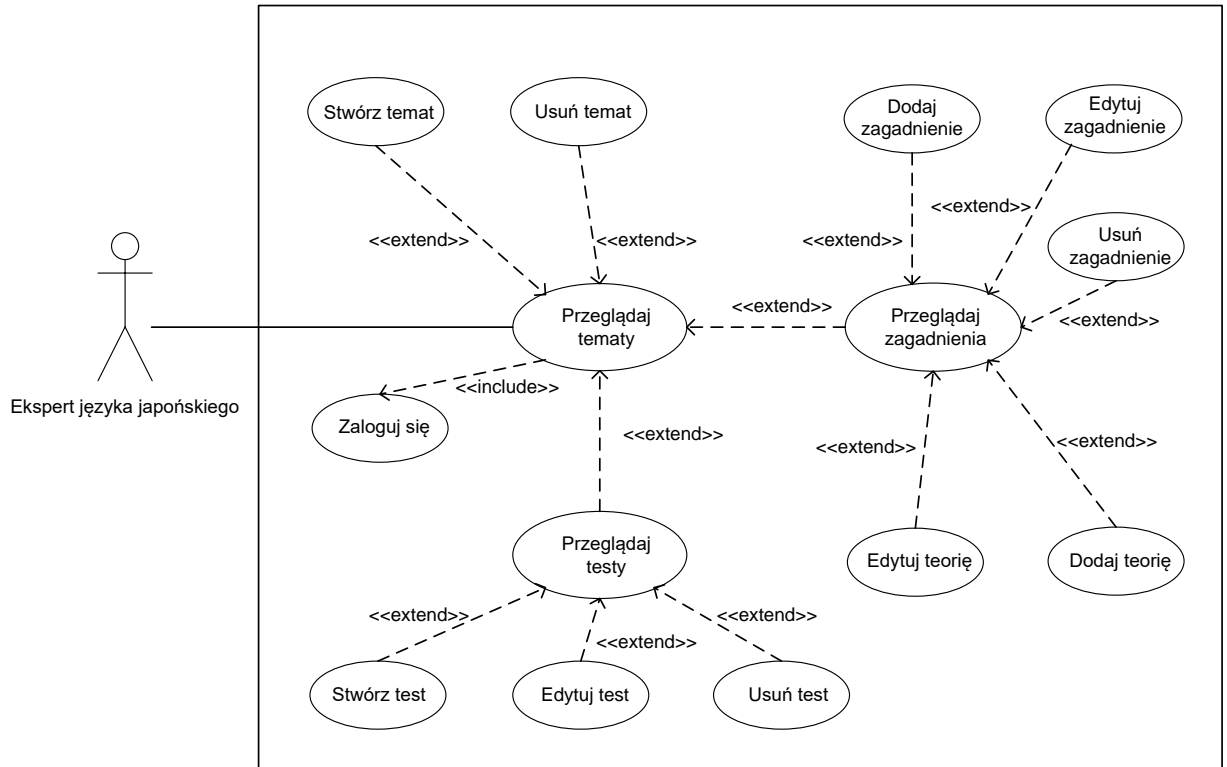 Stwórz temat
Usuń temat
Dodaj
zagadnienie
Edytuj
zagadnienie
<<extend>>
<<extend>>
<<extend>>
<<extend>>
Usuń
zagadnienie
Przeglądaj
tematy
<<extend>>
Przeglądaj
zagadnienia
<<extend>>
Ekspert języka japońskiego
<<include>>
Zaloguj się
<<extend>>
<<extend>>
<<extend>>
Przeglądaj
testy
Edytuj teorię
Dodaj teorię
<<extend>>
<<extend>>
<<extend>>
Stwórz test
Edytuj test
Usuń test